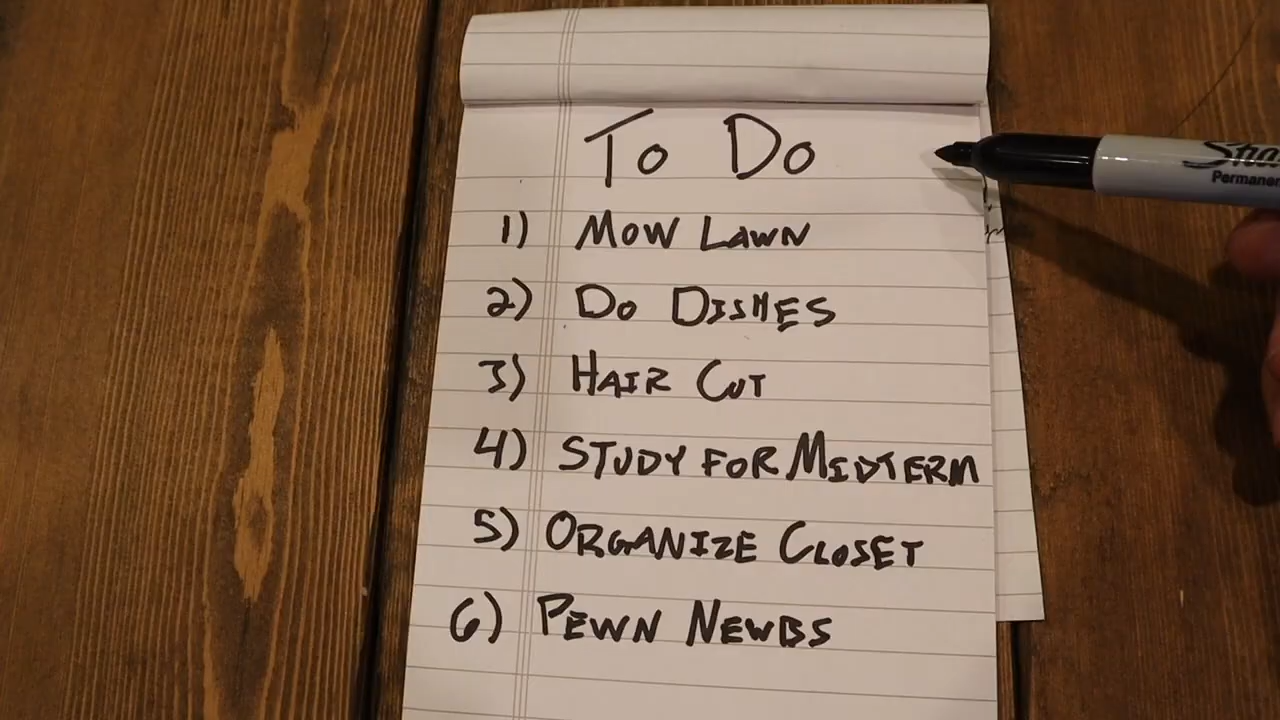 To Do
1) MOW LAWN
2) DO DISHES
3) HAIR CUT
4) STUDY FOR MIDTERM
5) ORGANIZE CLOSET
6) PEWN NEWBS
Permanen